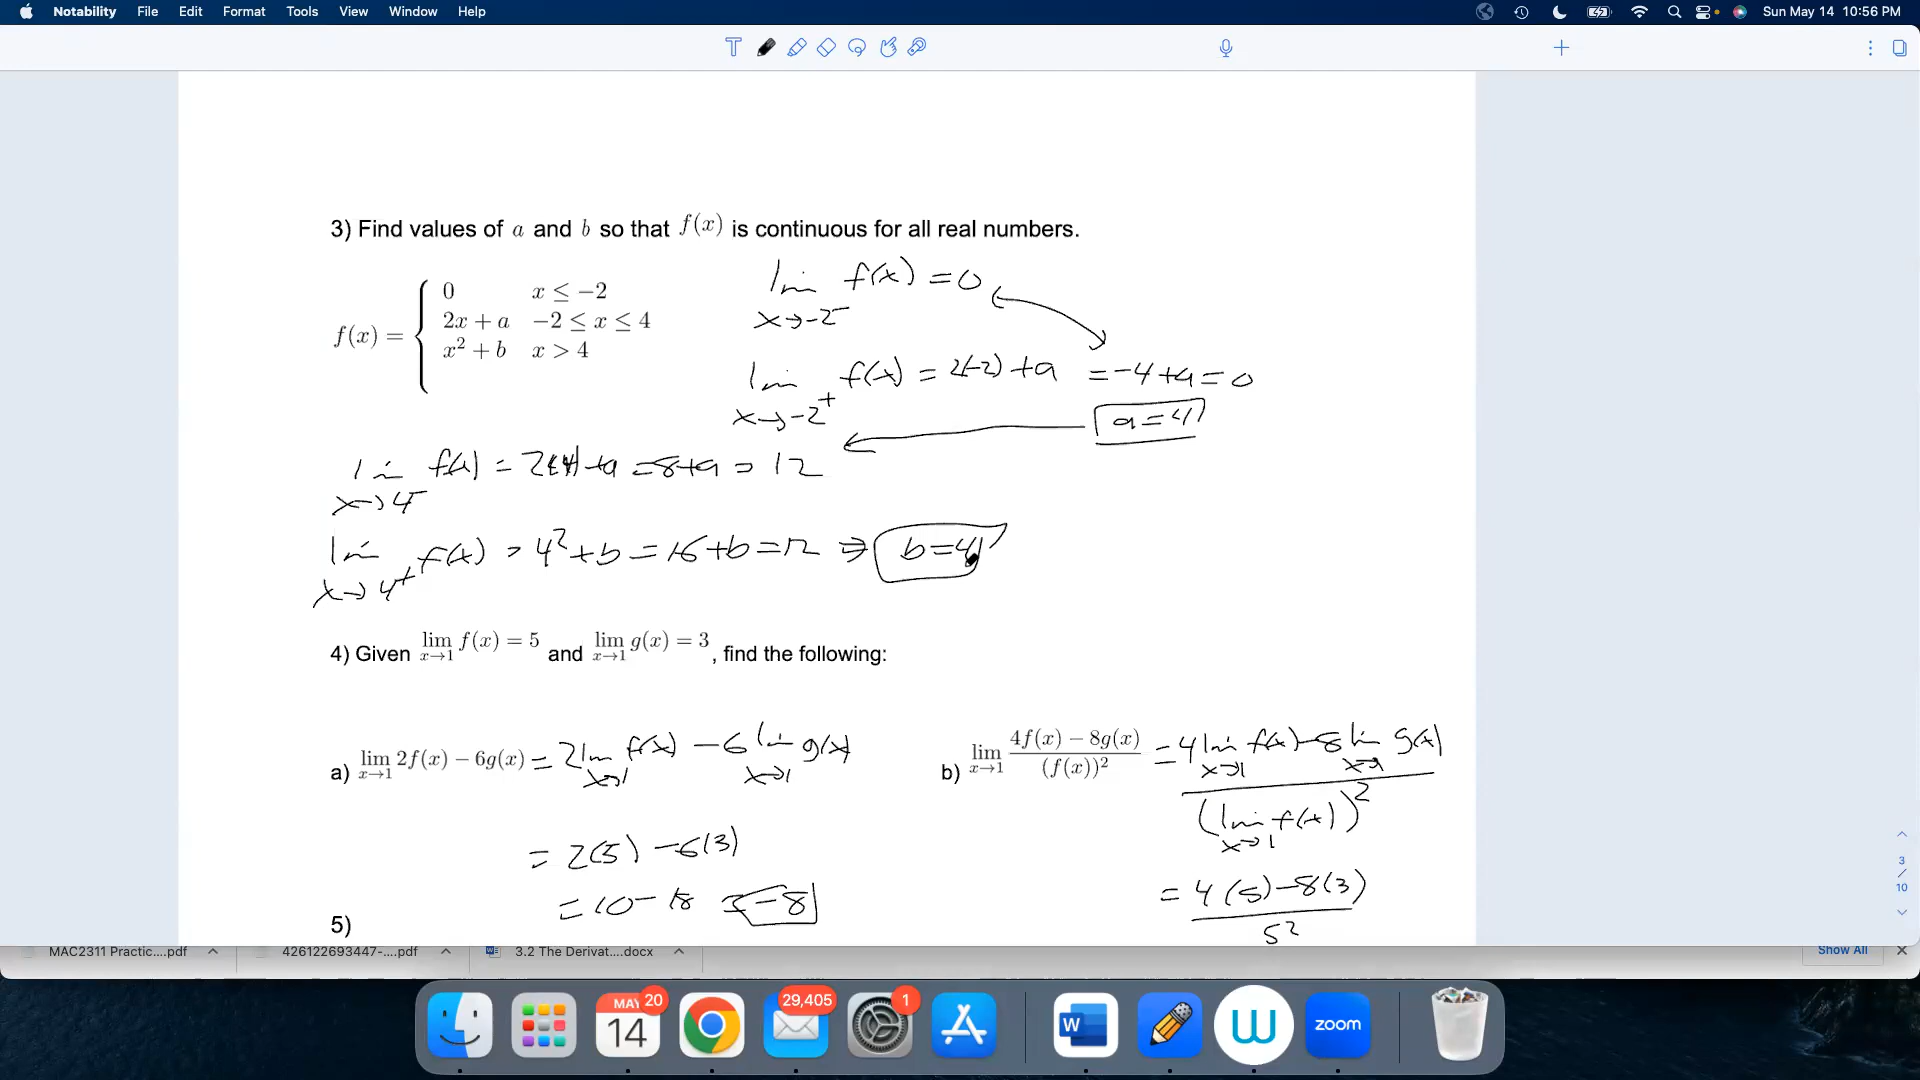 Notability File Edit Format Tools View Window Help Sun May 14 10:56 PM
3) Find values of a and b so that f(x) is continuous for all real numbers.
f(x) = { 0 x ≤ −2
2x + a −2 ≤ x ≤ 4
x² + b x > 4
lim x→-2⁻ f(x) = 0
lim x→-2⁺ f(x) = 2(-2) + a = -4 + a = 0
a = 4
lim x→4⁻ f(x) = 2(4) + a = 8 + a = 12
lim x→4⁺ f(x) = 4² + b = 16 + b = 12 ⇒ b = 4
4) Given lim x→1 f(x) = 5 and lim x→1 g(x) = 3, find the following:
a) lim x→1 2f(x) − 6g(x) = 2 lim x→1 f(x) - 6 lim x→1 g(x)
= 2(5) - 6(3)
= 10 - 18 = -8
b) lim x→1 (4f(x) − 8g(x)) / (f(x))² = (4 lim x→1 f(x) - 8 lim x→1 g(x)) / (lim x→1 f(x))²
= (4(5) - 8(3)) / 5²
5)
3
/
10
MAC2311 Practic....pdf 426122693447-....pdf 3.2 The Derivat....docx Show All
MAY 20
14
29,405
1
W
zoom